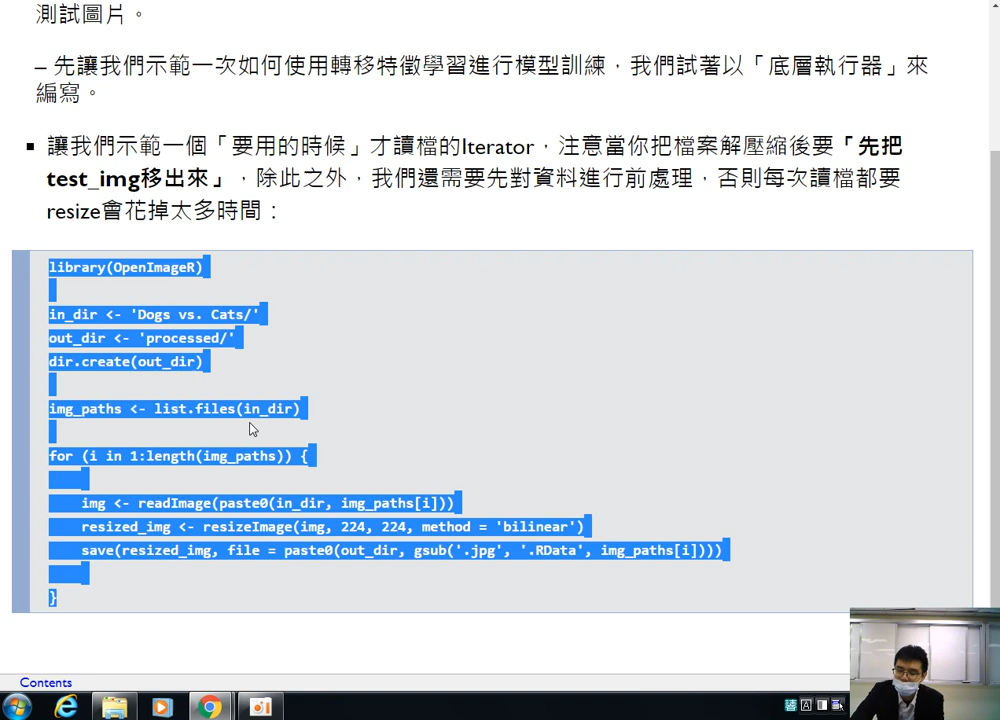 測試圖片。
– 先讓我們示範一次如何使用轉移特徵學習進行模型訓練，我們試著以「底層執行器」來
編寫。
▪ 讓我們示範一個「要用的時候」才讀檔的Iterator，注意當你把檔案解壓縮後要「先把
test_img移出來」，除此之外，我們還需要先對資料進行前處理，否則每次讀檔都要
resize會花掉太多時間：
library(OpenImageR)
in_dir <- 'Dogs vs. Cats/'
out_dir <- 'processed/'
dir.create(out_dir)
img_paths <- list.files(in_dir)
for (i in 1:length(img_paths)) {
img <- readImage(paste0(in_dir, img_paths[i]))
resized_img <- resizeImage(img, 224, 224, method = 'bilinear')
save(resized_img, file = paste0(out_dir, gsub('.jpg', '.RData', img_paths[i])))
}
Contents